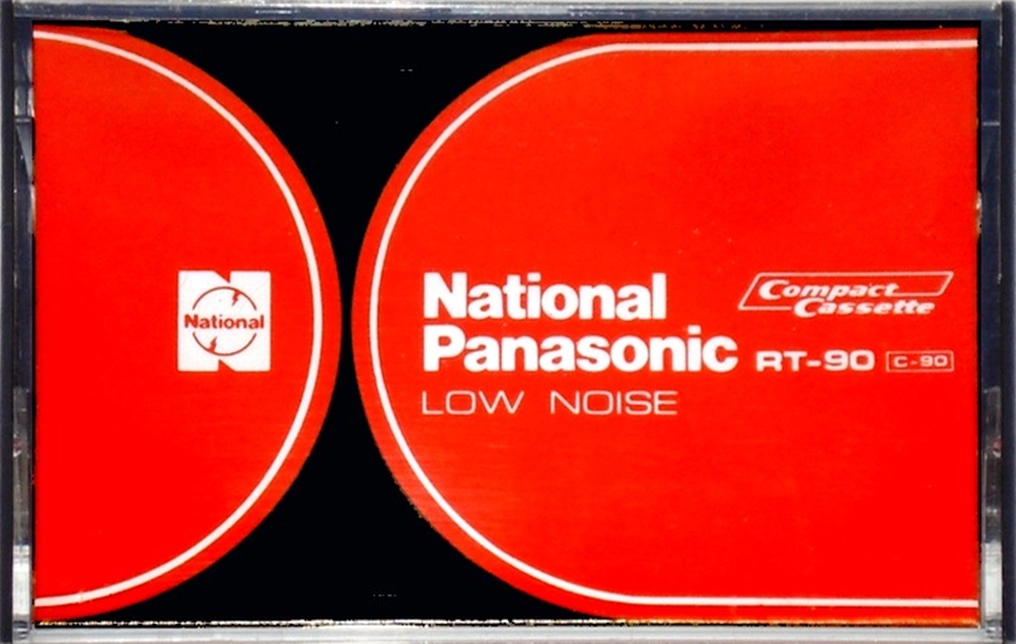 National
National
Panasonic
LOW NOISE
Compact
Cassette
RT-90 C-90